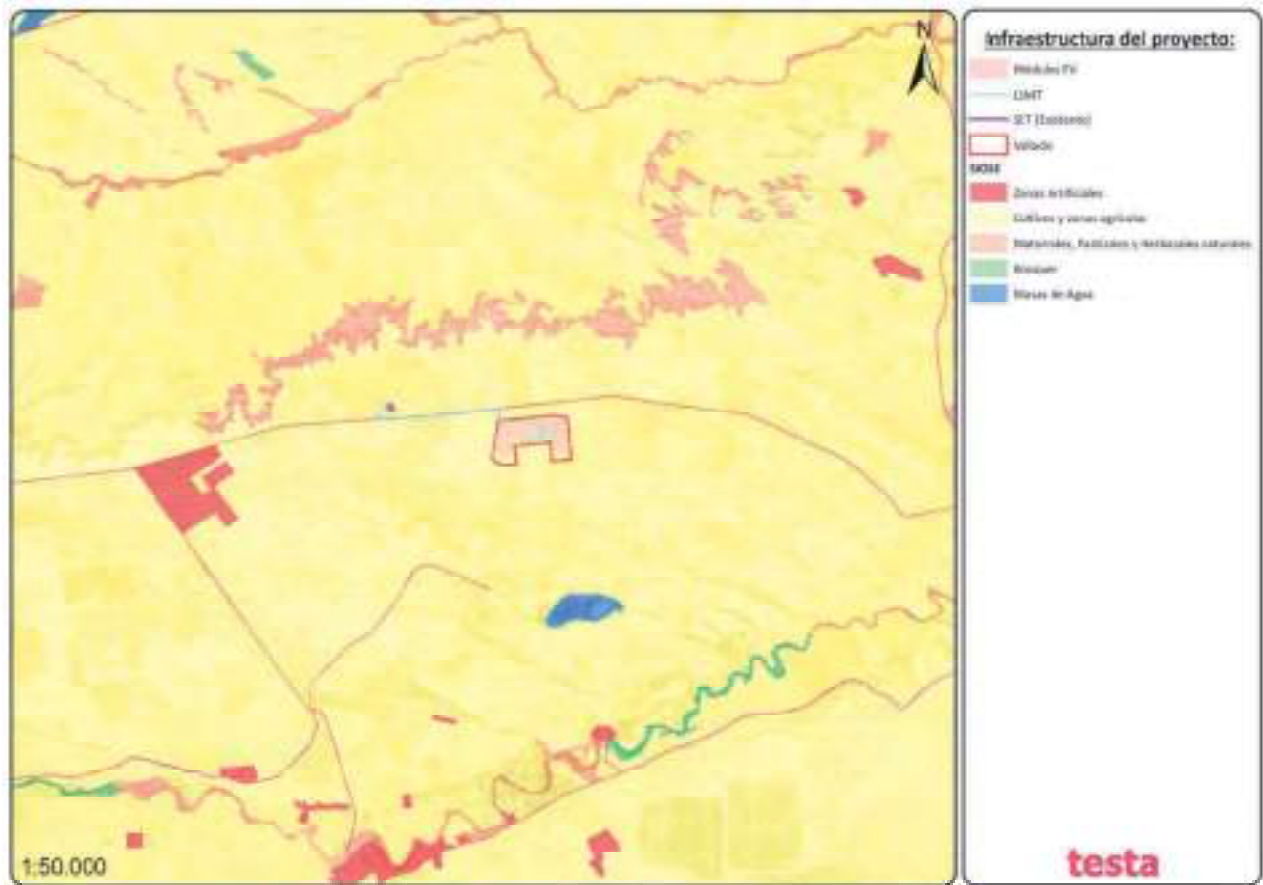 N
Infraestructura del proyecto:
Módulos FV
LSMT
SET (Existente)
Vallado
SIOSE
Zonas Artificiales
Cultivos y zonas agrícolas
Matorrales, Pastizales y Herbazales naturales
Bosques
Masas de Agua
1:50.000
testa